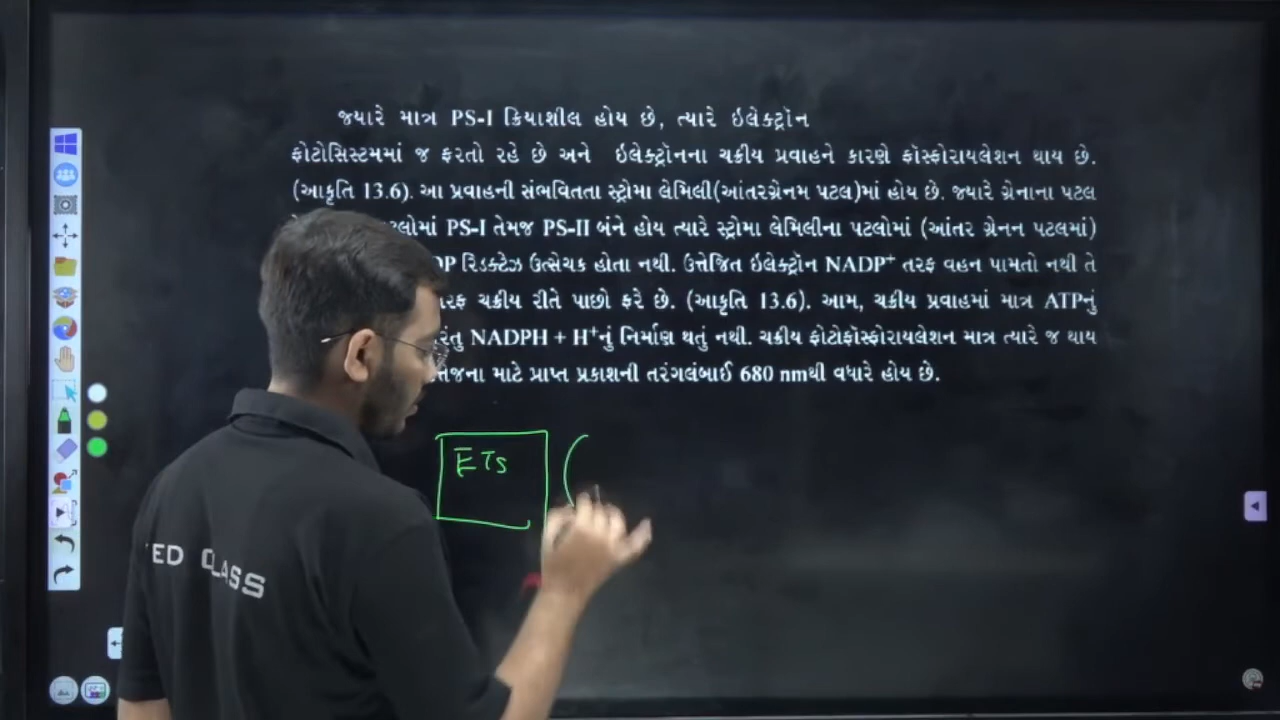 જ્યારે માત્ર PS-I ક્રિયાશીલ હોય છે, ત્યારે ઇલેક્ટ્રૉન
ફોટોસિસ્ટમમાં જ ફરતો રહે છે અને ઇલેક્ટ્રૉનના ચક્રીય પ્રવાહને કારણે ફૉસ્ફોરાયલેશન થાય છે.
(આકૃતિ 13.6). આ પ્રવાહની સંભવિતતા સ્ટ્રોમા લેમિલી(આંતરગ્રેનમ પટલ)માં હોય છે. જ્યારે ગ્રેનાના પટલ
PS-I તેમજ PS-II બંને હોય ત્યારે સ્ટ્રોમા લેમિલીના પટલોમાં (આંતર ગ્રેનન પટલમાં)
DP રિડક્ટેઝ ઉત્સેચક હોતા નથી. ઉત્તેજિત ઇલેક્ટ્રૉન NADP⁺ તરફ વહન પામતો નથી તે
ચક્રીય રીતે પાછો ફરે છે. (આકૃતિ 13.6). આમ, ચક્રીય પ્રવાહમાં માત્ર ATPનું
NADPH + H⁺નું નિર્માણ થતું નથી. ચક્રીય ફોટોફૉસ્ફોરાયલેશન માત્ર ત્યારે જ થાય
માટે પ્રાપ્ત પ્રકાશની તરંગલંબાઈ 680 nmથી વધારે હોય છે.
ETS (
ED CLASS